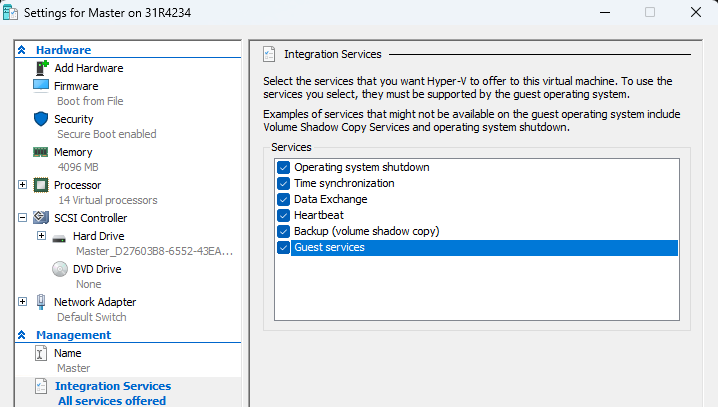 Settings for Master on 31R4234
Hardware
Add Hardware
Firmware
Boot from File
Security
Secure Boot enabled
Memory
4096 MB
Processor
14 Virtual processors
SCSI Controller
Hard Drive
Master_D27603B8-6552-43EA...
DVD Drive
None
Network Adapter
Default Switch
Management
Name
Master
Integration Services
All services offered
Integration Services
Select the services that you want Hyper-V to offer to this virtual machine. To use the
services you select, they must be supported by the guest operating system.
Examples of services that might not be available on the guest operating system include
Volume Shadow Copy Services and operating system shutdown.
Services
Operating system shutdown
Time synchronization
Data Exchange
Heartbeat
Backup (volume shadow copy)
Guest services